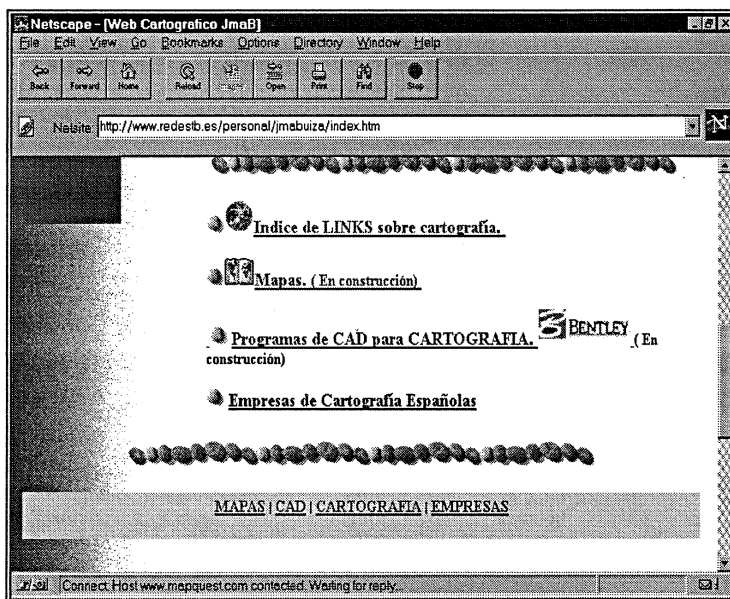 Netscape - [Web Cartografico JmaB]
File Edit View Go Bookmarks Options Directory Window Help
Back Forward Home Reload Images Open Print Find Stop
Netsite: http://www.redestb.es/personal/jmabuiza/index.htm
N
Indice de LINKS sobre cartografía.
Mapas. ( En construcción)
Programas de CAD para CARTOGRAFIA. BENTLEY ( En
construcción)
Empresas de Cartografía Españolas
MAPAS | CAD | CARTOGRAFIA | EMPRESAS
Connect: Host www.mapquest.com contacted. Waiting for reply...